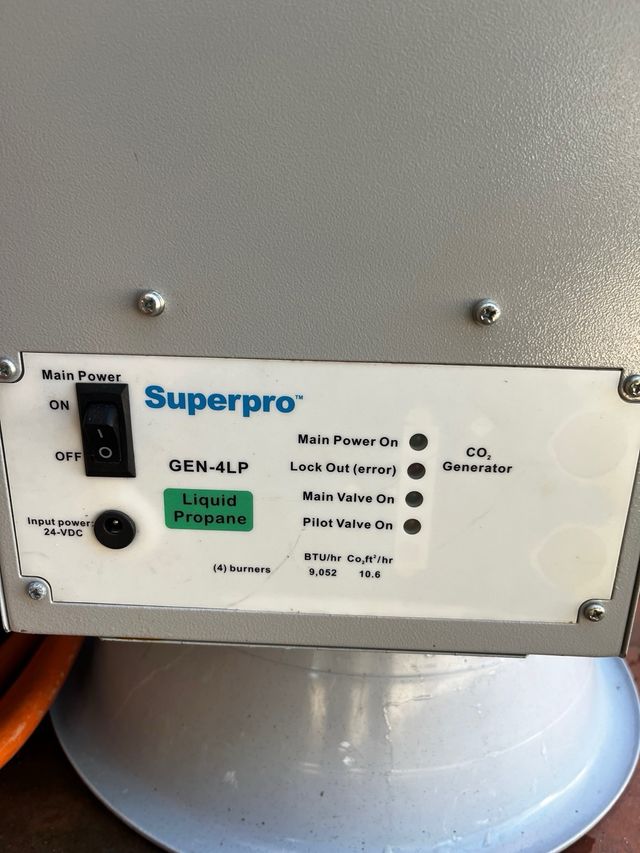 Main Power
ON
OFF
Input power:
24-VDC
Superpro™
GEN-4LP
Liquid
Propane
(4) burners
Main Power On
Lock Out (error)
Main Valve On
Pilot Valve On
CO₂
Generator
BTU/hr Co₂ft³/hr
9,052 10.6